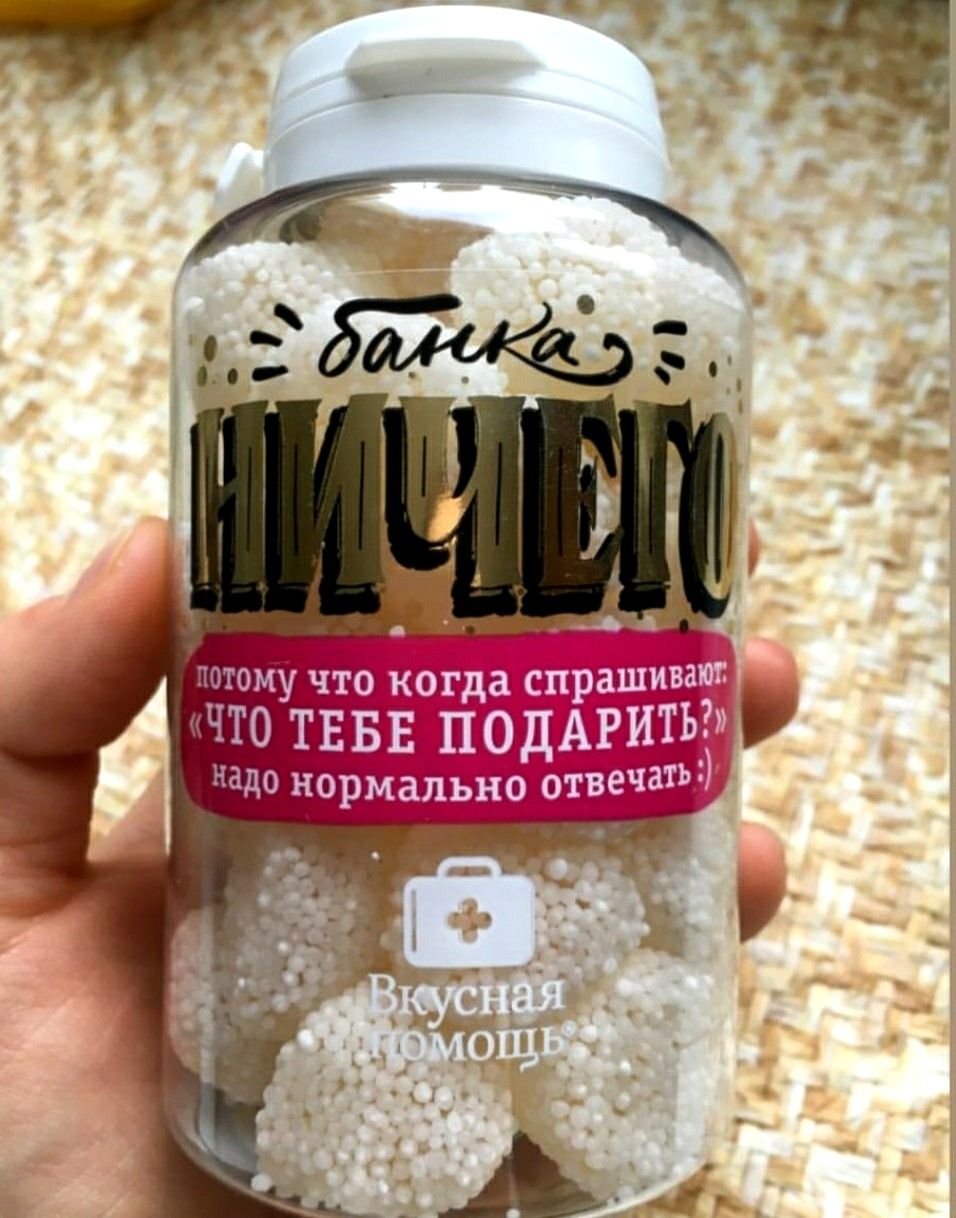 банка
НИЧЕГО
потому что когда спрашивают:
«ЧТО ТЕБЕ ПОДАРИТЬ?»
надо нормально отвечать :)
Вкусная
помощь®